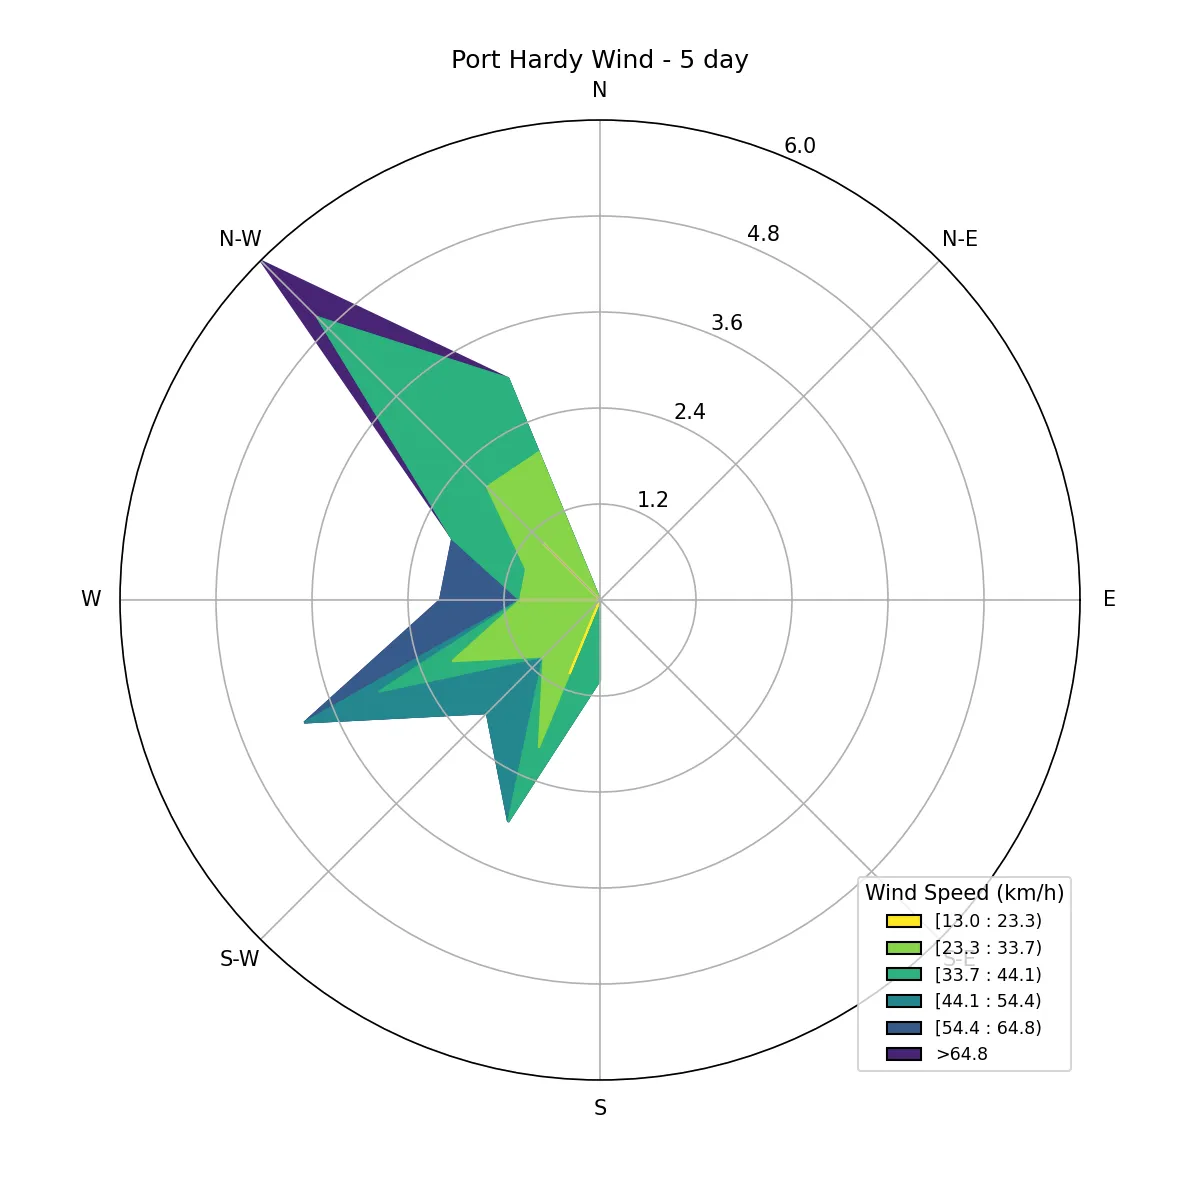 Port Hardy Wind - 5 day
N
6.0
N-W
N-E
4.8
3.6
2.4
1.2
W
E
S-W
S-E
S
Wind Speed (km/h)
[13.0 : 23.3)
[23.3 : 33.7)
[33.7 : 44.1)
[44.1 : 54.4)
[54.4 : 64.8)
>64.8